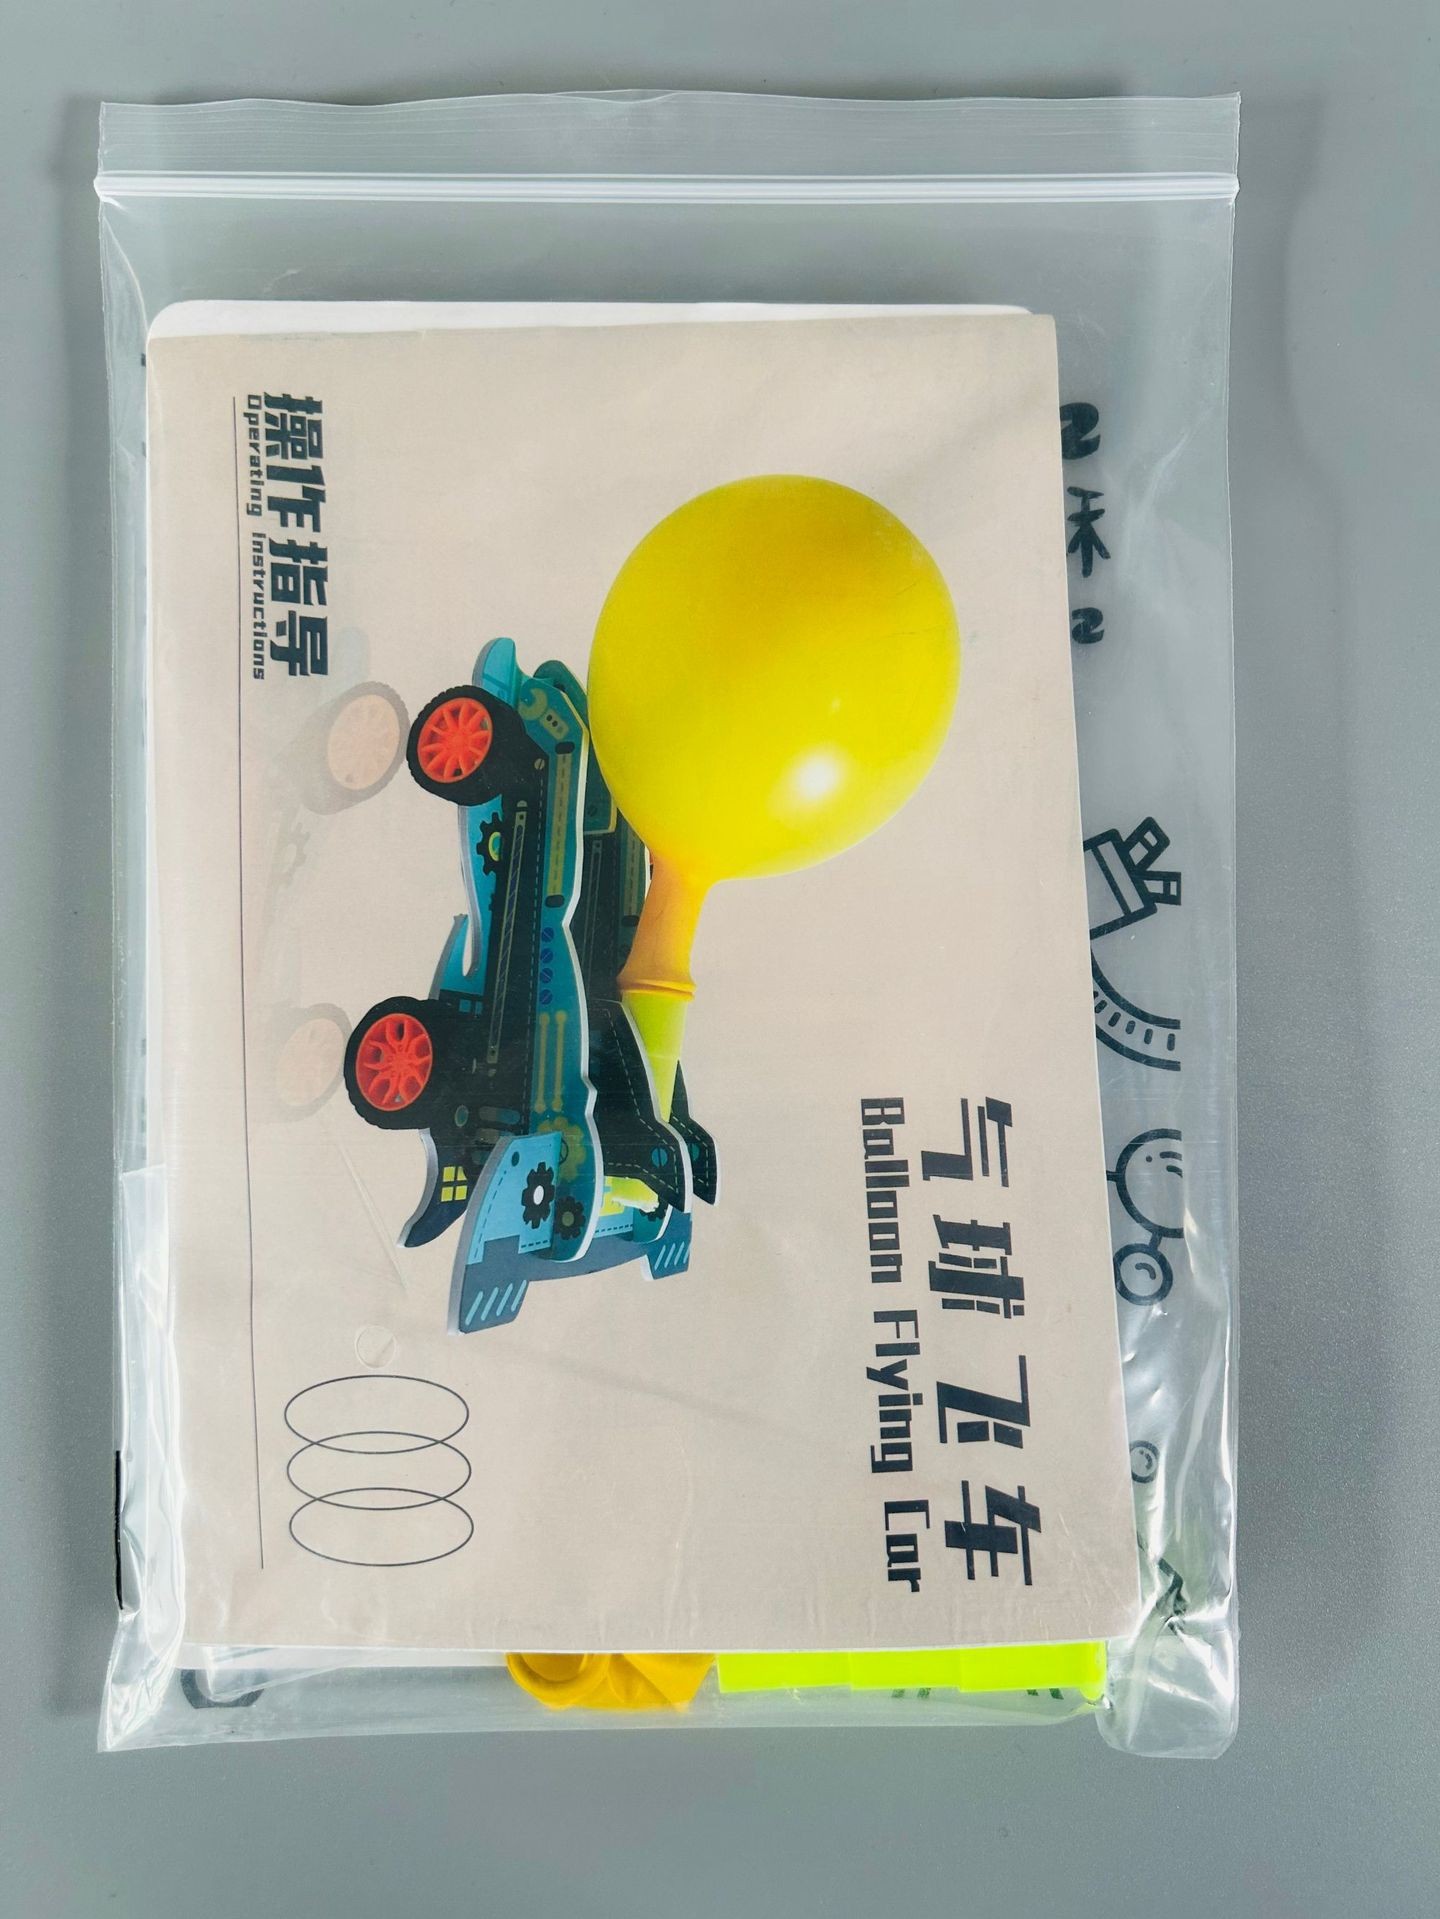 操作指导
Operating instructions
气球飞车
Balloon Flying Car